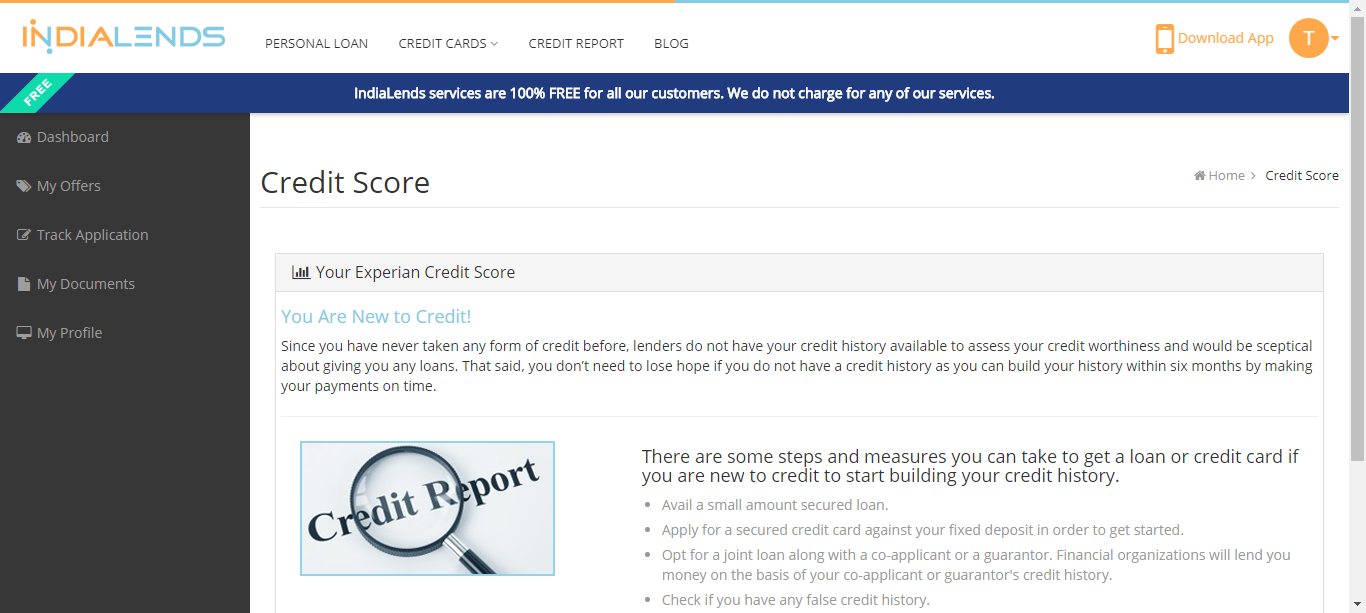 INDIALENDS
PERSONAL LOAN CREDIT CARDS CREDIT REPORT BLOG
Download App T
FREE
IndiaLends services are 100% FREE for all our customers. We do not charge for any of our services.
Dashboard
My Offers
Track Application
My Documents
My Profile
Credit Score
Home > Credit Score
Your Experian Credit Score
You Are New to Credit!
Since you have never taken any form of credit before, lenders do not have your credit history available to assess your credit worthiness and would be sceptical
about giving you any loans. That said, you don’t need to lose hope if you do not have a credit history as you can build your history within six months by making
your payments on time.
Credit Report
There are some steps and measures you can take to get a loan or credit card if
you are new to credit to start building your credit history.
Avail a small amount secured loan.
Apply for a secured credit card against your fixed deposit in order to get started.
Opt for a joint loan along with a co-applicant or a guarantor. Financial organizations will lend you
money on the basis of your co-applicant or guarantor's credit history.
Check if you have any false credit history.